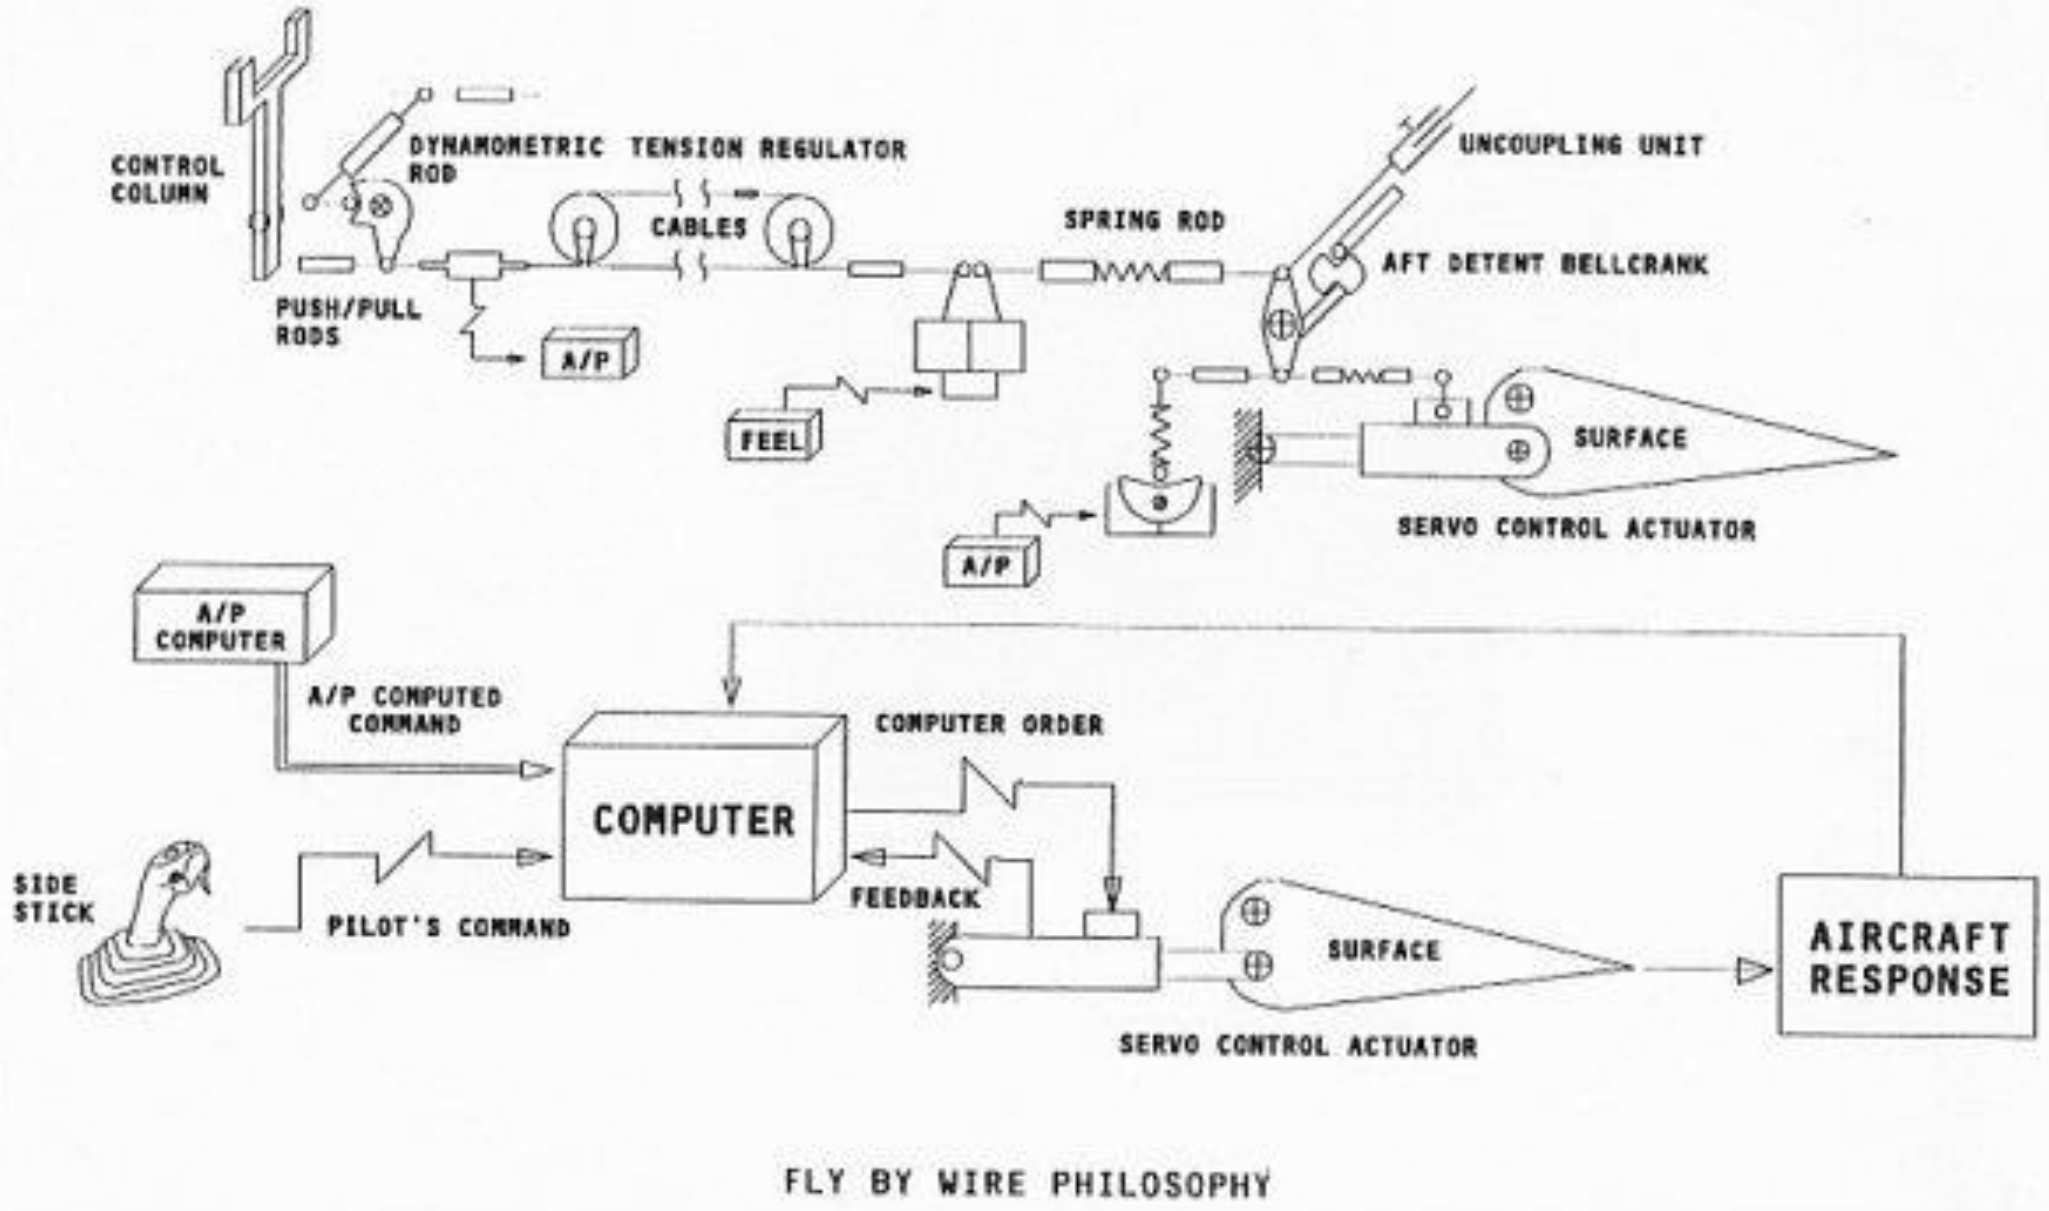 CONTROL
COLUMN
DYNAMOMETRIC
ROD
TENSION REGULATOR
CABLES
PUSH/PULL
RODS
A/P
FEEL
SPRING ROD
UNCOUPLING UNIT
AFT DETENT BELLCRANK
SURFACE
SERVO CONTROL ACTUATOR
A/P
A/P
COMPUTER
A/P COMPUTED
COMMAND
COMPUTER ORDER
COMPUTER
SIDE
STICK
PILOT'S COMMAND
FEEDBACK
SURFACE
SERVO CONTROL ACTUATOR
AIRCRAFT
RESPONSE
FLY BY WIRE PHILOSOPHY